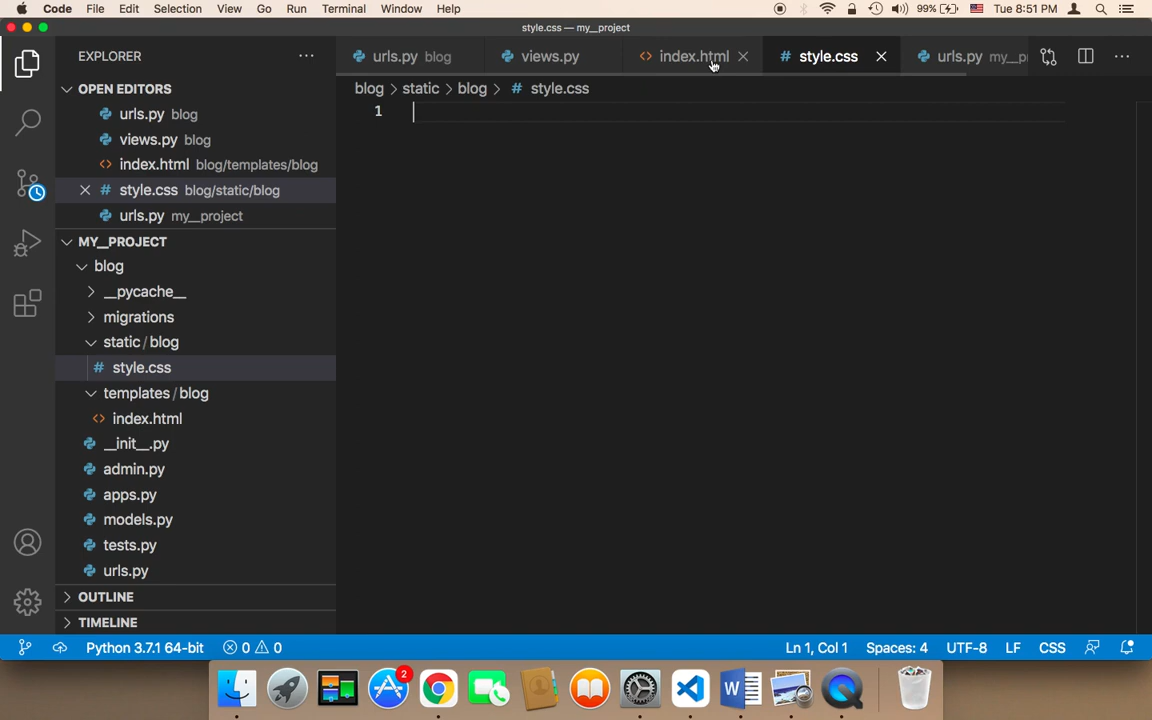 Code File Edit Selection View Go Run Terminal Window Help 99% Tue 8:51 PM
style.css — my_project
EXPLORER
urls.py blog views.py index.html # style.css urls.py my_p
OPEN EDITORS
blog > static > blog > # style.css
urls.py blog
1
views.py blog
index.html blog/templates/blog
# style.css blog/static/blog
urls.py my_project
MY_PROJECT
blog
__pycache__
migrations
static / blog
# style.css
templates / blog
index.html
__init__.py
admin.py
apps.py
models.py
tests.py
urls.py
OUTLINE
TIMELINE
Python 3.7.1 64-bit 0 0 Ln 1, Col 1 Spaces: 4 UTF-8 LF CSS
2
W